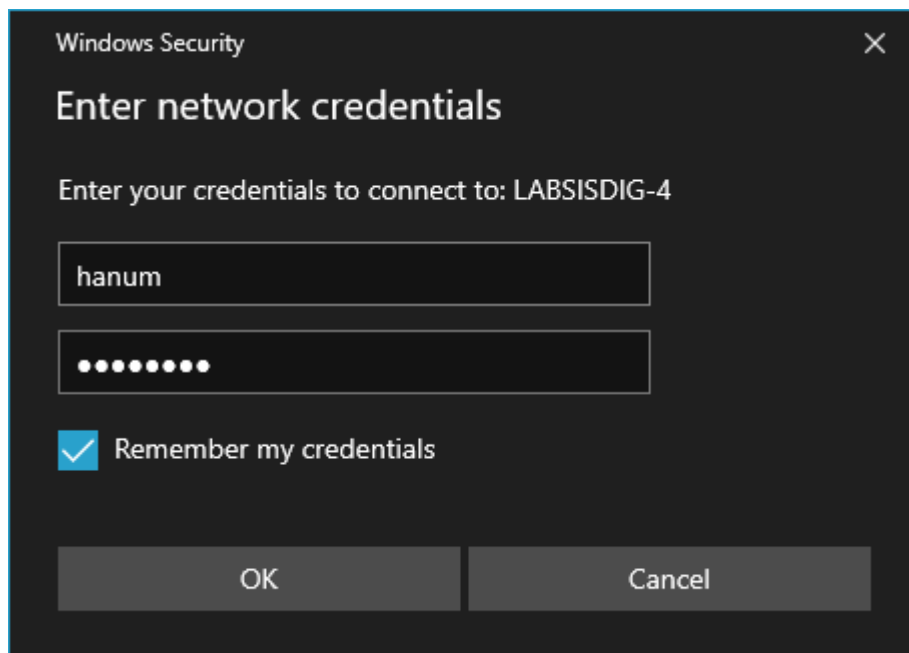 Windows Security
Enter network credentials
Enter your credentials to connect to: LABSISDIG-4
hanum
●●●●●●●●
Remember my credentials
OK
Cancel